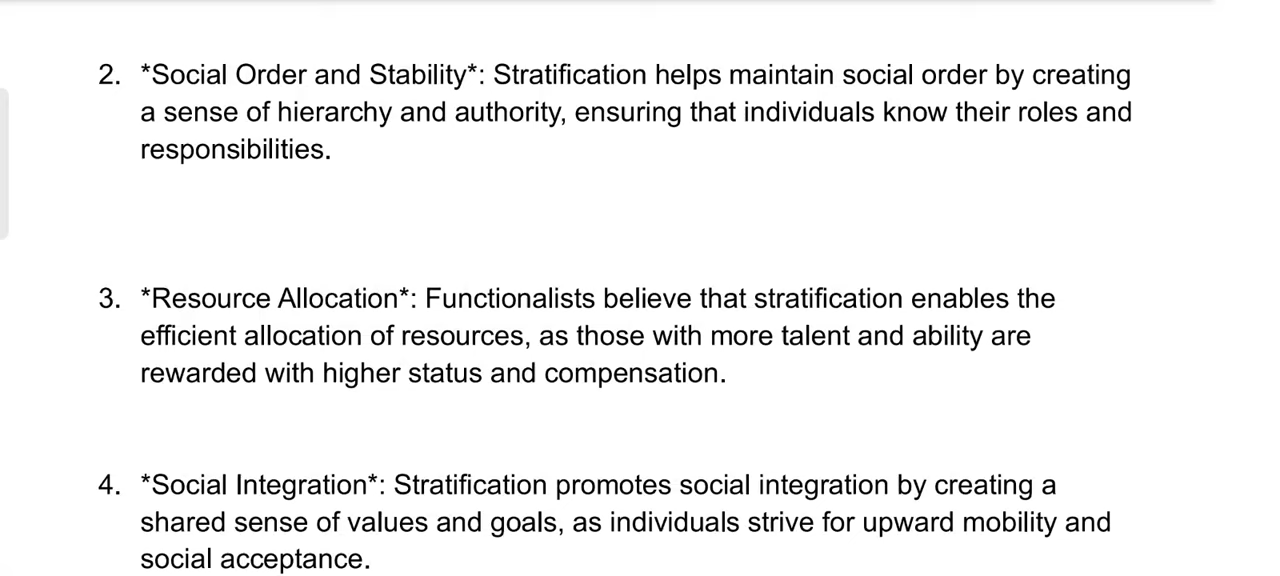 2. *Social Order and Stability*: Stratification helps maintain social order by creating
a sense of hierarchy and authority, ensuring that individuals know their roles and
responsibilities.
3. *Resource Allocation*: Functionalists believe that stratification enables the
efficient allocation of resources, as those with more talent and ability are
rewarded with higher status and compensation.
4. *Social Integration*: Stratification promotes social integration by creating a
shared sense of values and goals, as individuals strive for upward mobility and
social acceptance.